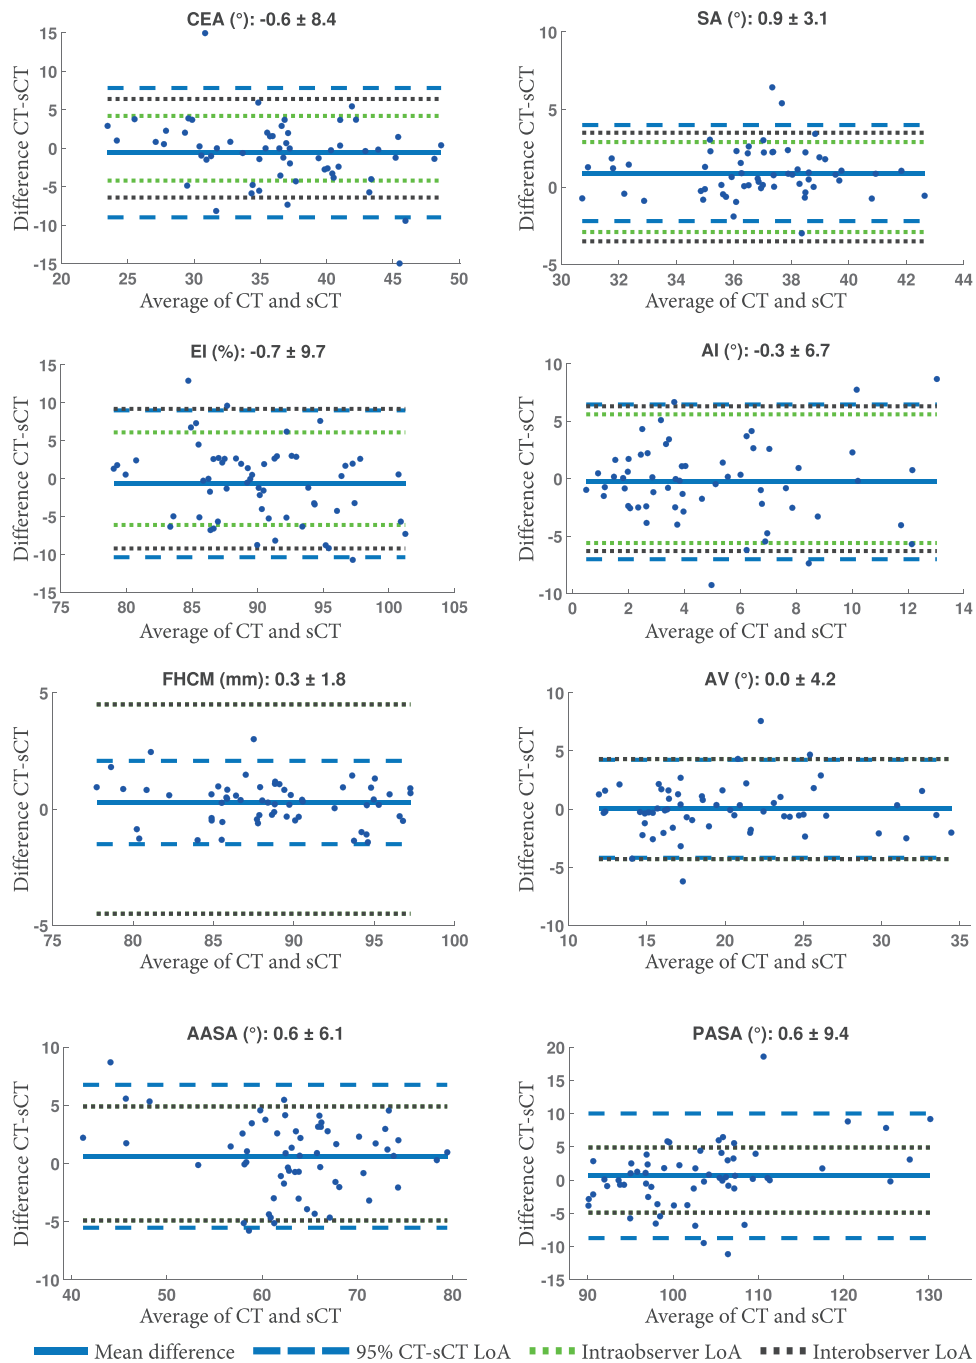 CEA (°): -0.6 ± 8.4
Difference CT-sCT
15
10
5
0
-5
-10
-15
20 25 30 35 40 45 50
Average of CT and sCT
SA (°): 0.9 ± 3.1
Difference CT-sCT
10
5
0
-5
30 32 34 36 38 40 42 44
Average of CT and sCT
EI (%): -0.7 ± 9.7
Difference CT-sCT
15
10
5
0
-5
-10
-15
75 80 85 90 95 100 105
Average of CT and sCT
AI (°): -0.3 ± 6.7
Difference CT-sCT
10
5
0
-5
-10
0 2 4 6 8 10 12 14
Average of CT and sCT
FHCM (mm): 0.3 ± 1.8
Difference CT-sCT
5
0
-5
75 80 85 90 95 100
Average of CT and sCT
AV (°): 0.0 ± 4.2
Difference CT-sCT
10
5
0
-5
-10
10 15 20 25 30 35
Average of CT and sCT
AASA (°): 0.6 ± 6.1
Difference CT-sCT
10
5
0
-5
-10
40 50 60 70 80
Average of CT and sCT
PASA (°): 0.6 ± 9.4
Difference CT-sCT
20
15
10
5
0
-5
-10
-15
90 100 110 120 130
Average of CT and sCT
Mean difference 95% CT-sCT LoA Intraobserver LoA Interobserver LoA